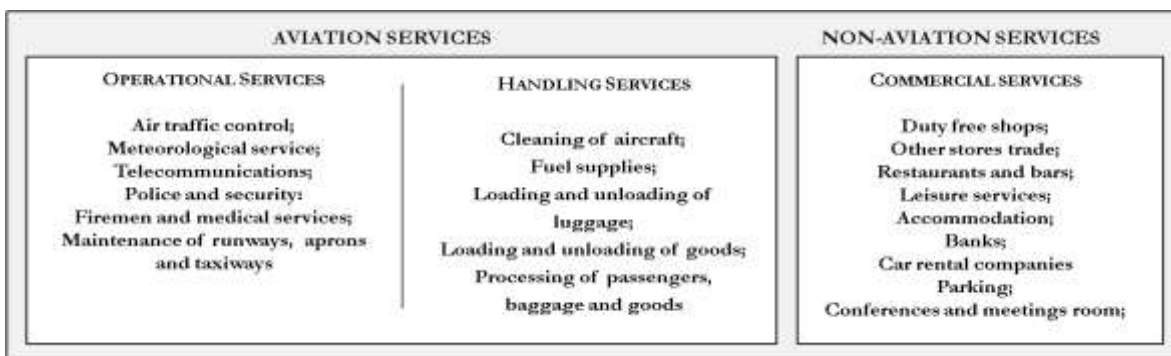 AVIATION SERVICES
OPERATIONAL SERVICES
Air traffic control;
Meteorological service;
Telecommunications;
Police and security:
Firemen and medical services;
Maintenance of runways, aprons
and taxiways
HANDLING SERVICES
Cleaning of aircraft;
Fuel supplies;
Loading and unloading of
luggage;
Loading and unloading of goods;
Processing of passengers,
baggage and goods
NON-AVIATION SERVICES
COMMERCIAL SERVICES
Duty free shops;
Other stores trade;
Restaurants and bars;
Leisure services;
Accommodation;
Banks;
Car rental companies
Parking;
Conferences and meetings room;